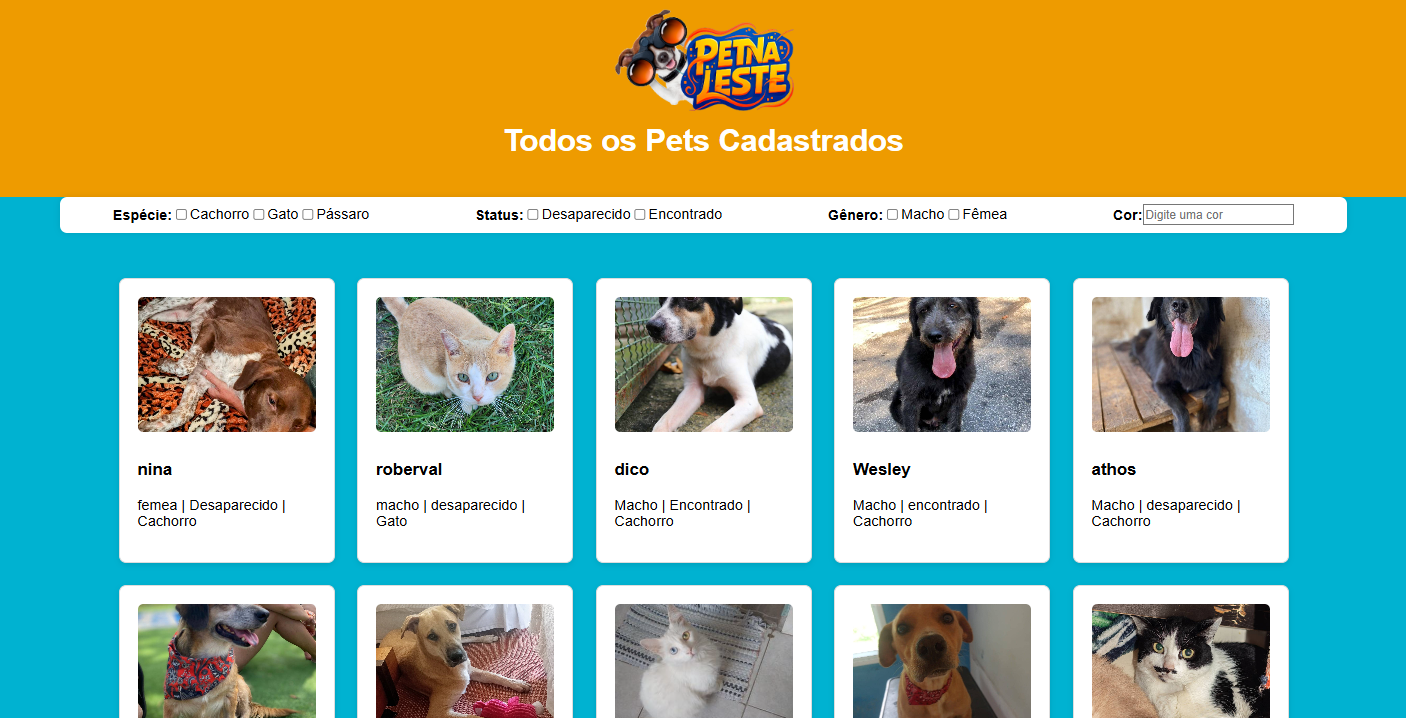 PETNA
LESTE
Todos os Pets Cadastrados
Espécie: Cachorro Gato Pássaro Status: Desaparecido Encontrado Gênero: Macho Fêmea Cor: Digite uma cor
nina
femea | Desaparecido |
Cachorro
roberval
macho | desaparecido |
Gato
dico
Macho | Encontrado |
Cachorro
Wesley
Macho | encontrado |
Cachorro
athos
Macho | desaparecido |
Cachorro